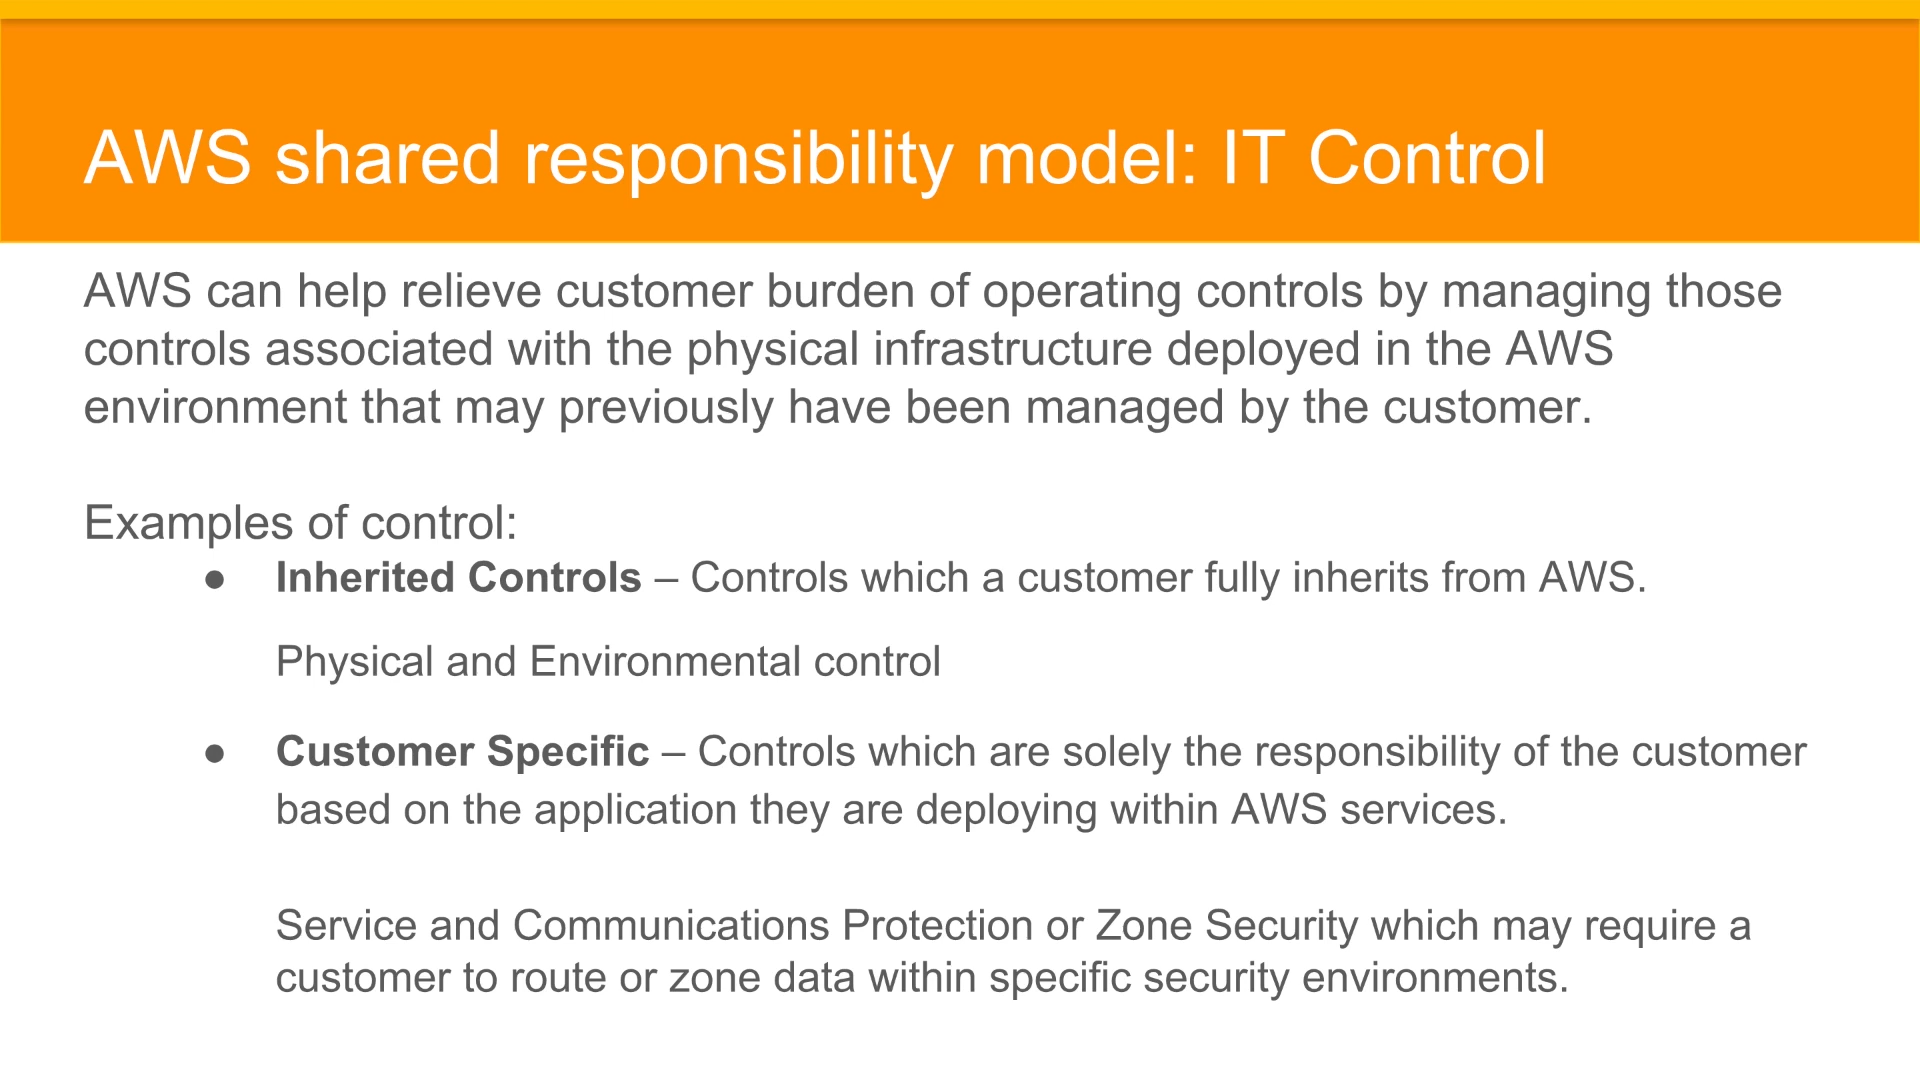 AWS shared responsibility model: IT Control
AWS can help relieve customer burden of operating controls by managing those
controls associated with the physical infrastructure deployed in the AWS
environment that may previously have been managed by the customer.
Examples of control:
● Inherited Controls – Controls which a customer fully inherits from AWS.
Physical and Environmental control
● Customer Specific – Controls which are solely the responsibility of the customer
based on the application they are deploying within AWS services.
Service and Communications Protection or Zone Security which may require a
customer to route or zone data within specific security environments.